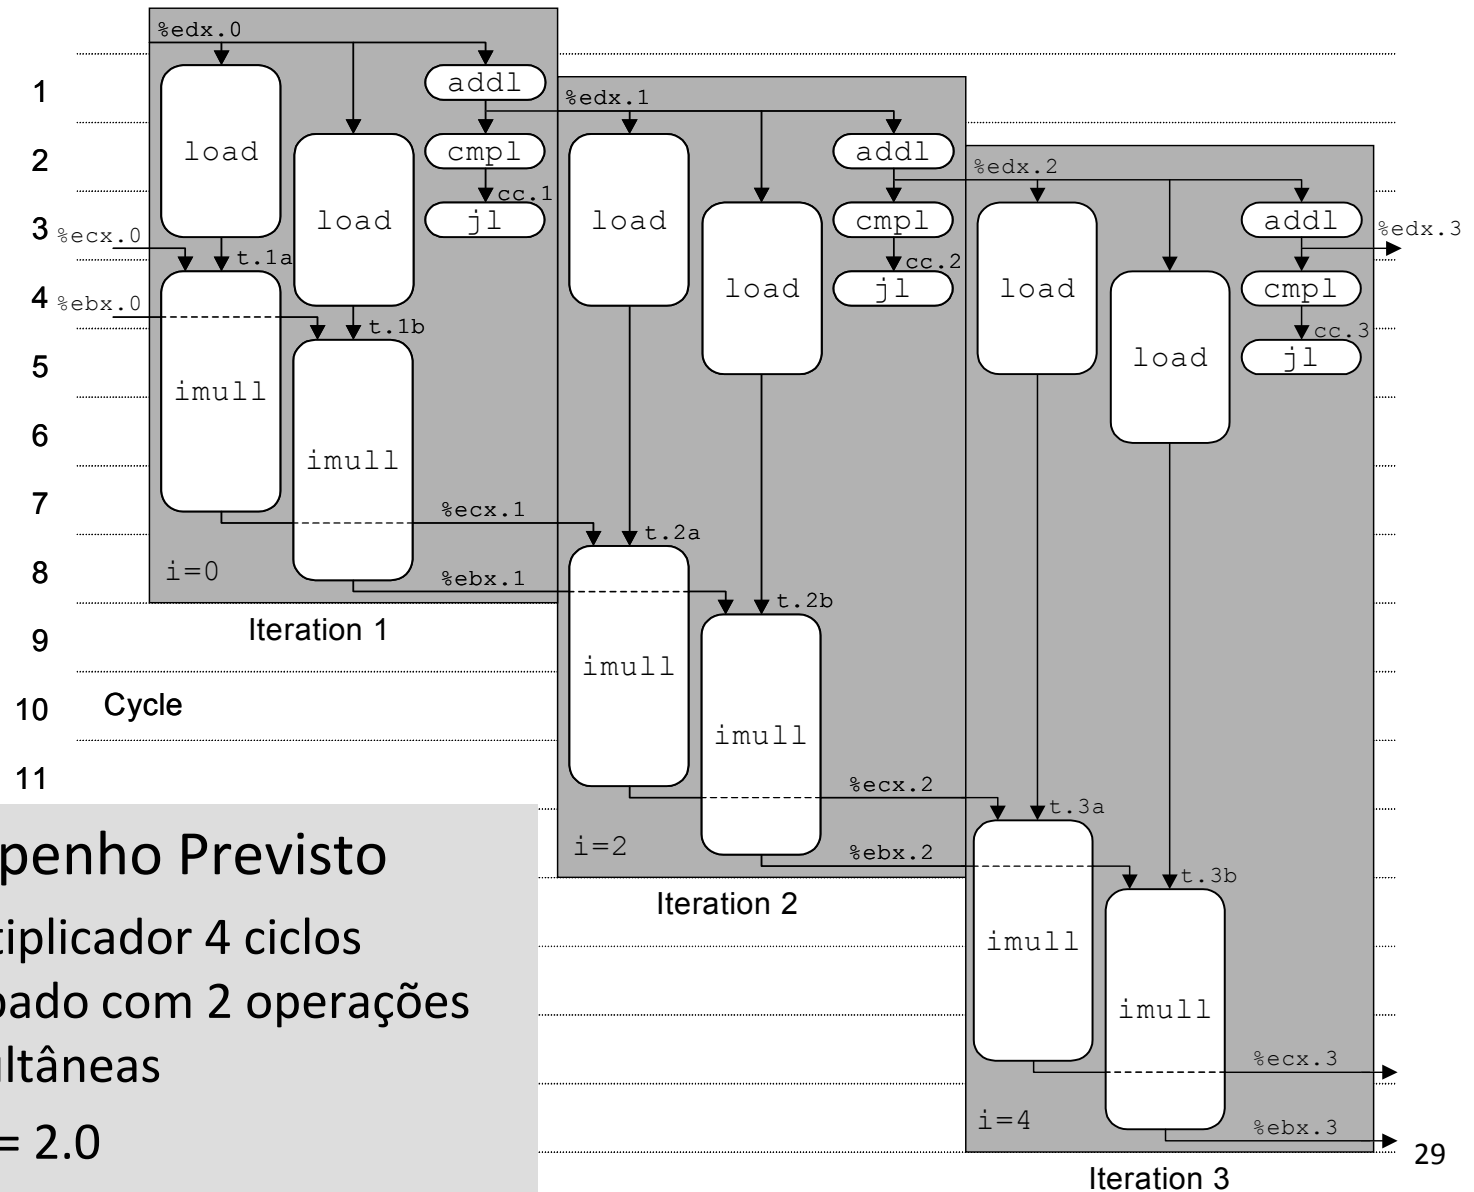 %edx.0
1
addl
%edx.1
load
2
cmpl
load
addl
%edx.2
load
cc.1
3
%ecx.0
jl
load
cmpl
load
addl
%edx.3
t.1a
cc.2
4
%ebx.0
load
jl
load
cmpl
t.1b
cc.3
5
imull
load
jl
6
imull
7
%ecx.1
t.2a
8
i=0
%ebx.1
t.2b
Iteration 1
9
imull
10
Cycle
imull
11
%ecx.2
t.3a
penho Previsto
i=2
%ebx.2
t.3b
Iteration 2
tiplicador 4 ciclos
imull
pado com 2 operações
imull
ultâneas
%ecx.3
i=4
%ebx.3
= 2.0
29
Iteration 3